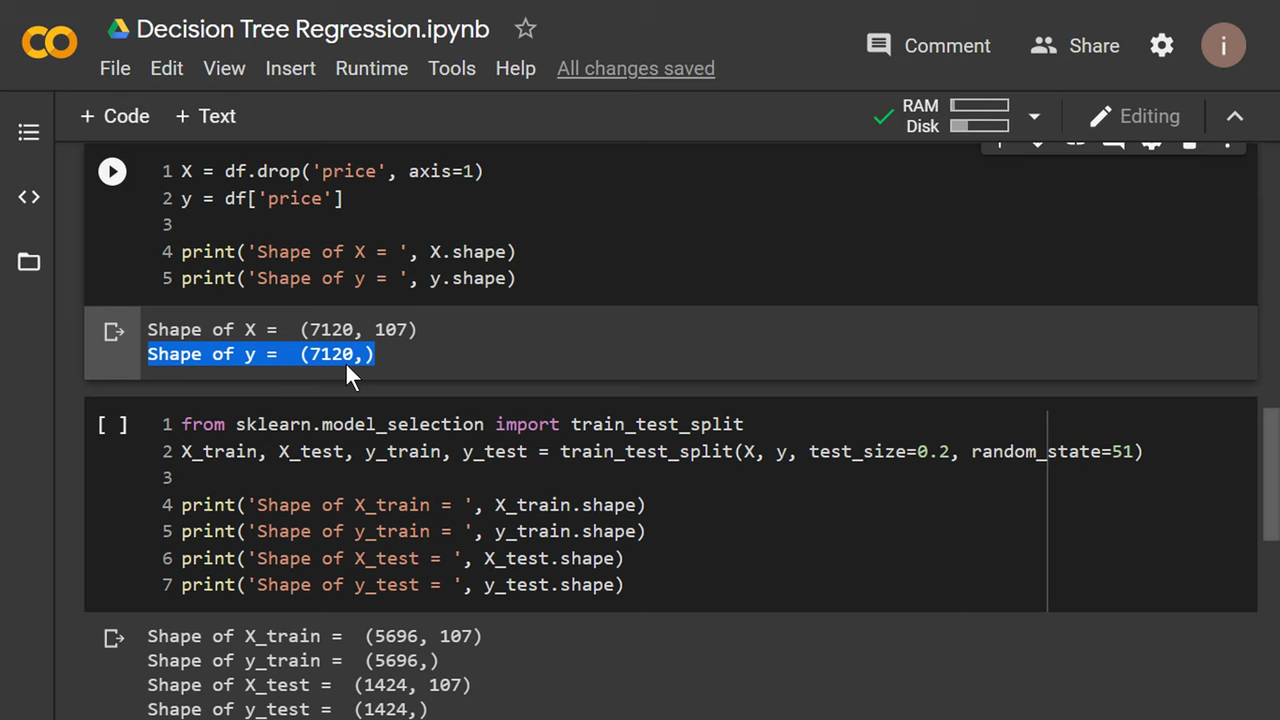 Decision Tree Regression.ipynb
Comment
Share
i
File Edit View Insert Runtime Tools Help All changes saved
+ Code + Text
RAM
Disk
Editing
1 X = df.drop('price', axis=1)
2 y = df['price']
3
4 print('Shape of X = ', X.shape)
5 print('Shape of y = ', y.shape)
Shape of X =  (7120, 107)
Shape of y =  (7120,)
[ ]
1 from sklearn.model_selection import train_test_split
2 X_train, X_test, y_train, y_test = train_test_split(X, y, test_size=0.2, random_state=51)
3
4 print('Shape of X_train = ', X_train.shape)
5 print('Shape of y_train = ', y_train.shape)
6 print('Shape of X_test = ', X_test.shape)
7 print('Shape of y_test = ', y_test.shape)
Shape of X_train =  (5696, 107)
Shape of y_train =  (5696,)
Shape of X_test =  (1424, 107)
Shape of y_test =  (1424,)